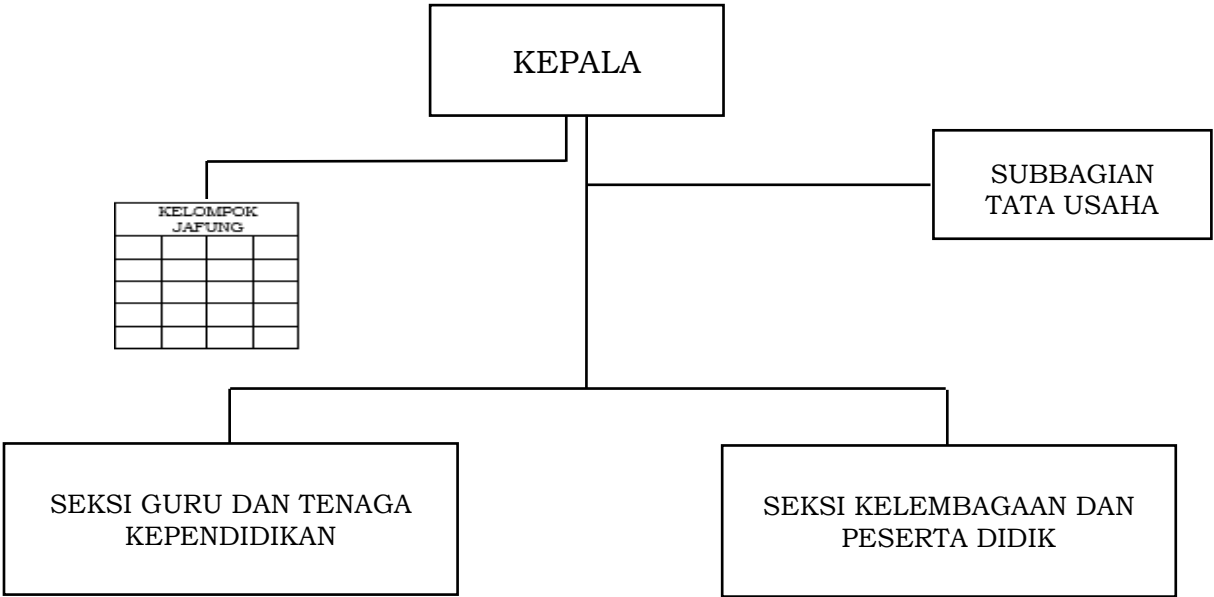 KEPALA
SUBBAGIAN
TATA USAHA
KELOMPOK
JAFUNG
SEKSI GURU DAN TENAGA
KEPENDIDIKAN
SEKSI KELEMBAGAAN DAN
PESERTA DIDIK